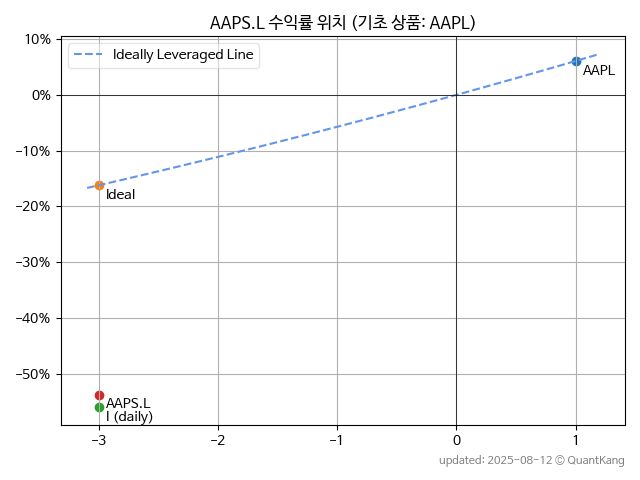 AAPS.L 수익률 위치 (기초 상품: AAPL)
10%
Ideally Leveraged Line
AAPL
0%
-10%
Ideal
-20%
-30%
-40%
-50%
AAPS.L
I (daily)
-3 -2 -1 0 1
updated: 2025-08-12 © QuantKang